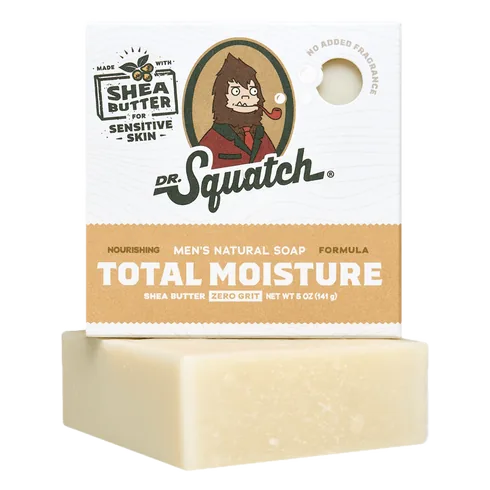 MADE WITH
SHEA
BUTTER
FOR
SENSITIVE
SKIN
NO ADDED FRAGRANCE
DR. Squatch®
NOURISHING MEN'S NATURAL SOAP FORMULA
TOTAL MOISTURE
SHEA BUTTER ZERO GRIT NET WT 5 OZ (141 g)